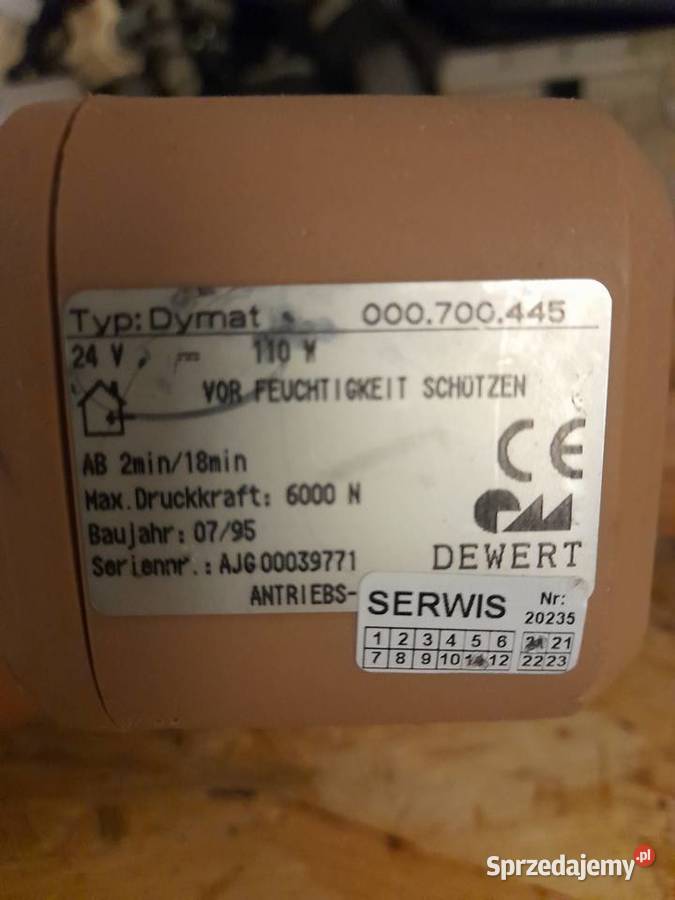 Typ: Dymat 000.700.445
24 V ⎓ 110 W
VOR FEUCHTIGKEIT SCHÜTZEN
AB 2min/18min
Max.Druckkraft: 6000 N
Baujahr: 07/95
Seriennr.: AJG 00039771
CE
DEWERT
ANTRIEBS-
SERWIS Nr:
20235
1 2 3 4 5 6 21
7 8 9 10 12 22 23
Sprzedajemy.pl